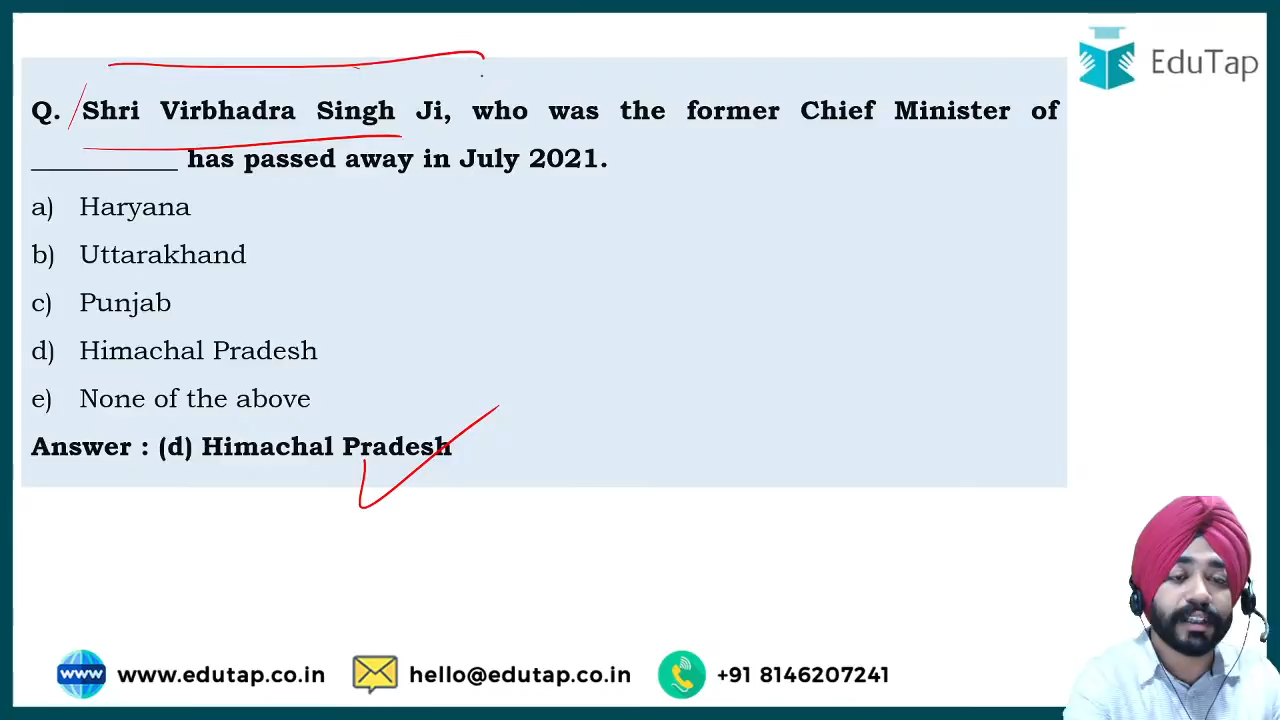 EduTap
Q. Shri Virbhadra Singh Ji, who was the former Chief Minister of
___________ has passed away in July 2021.
a) Haryana
b) Uttarakhand
c) Punjab
d) Himachal Pradesh
e) None of the above
Answer : (d) Himachal Pradesh
www www.edutap.co.in hello@edutap.co.in +91 8146207241